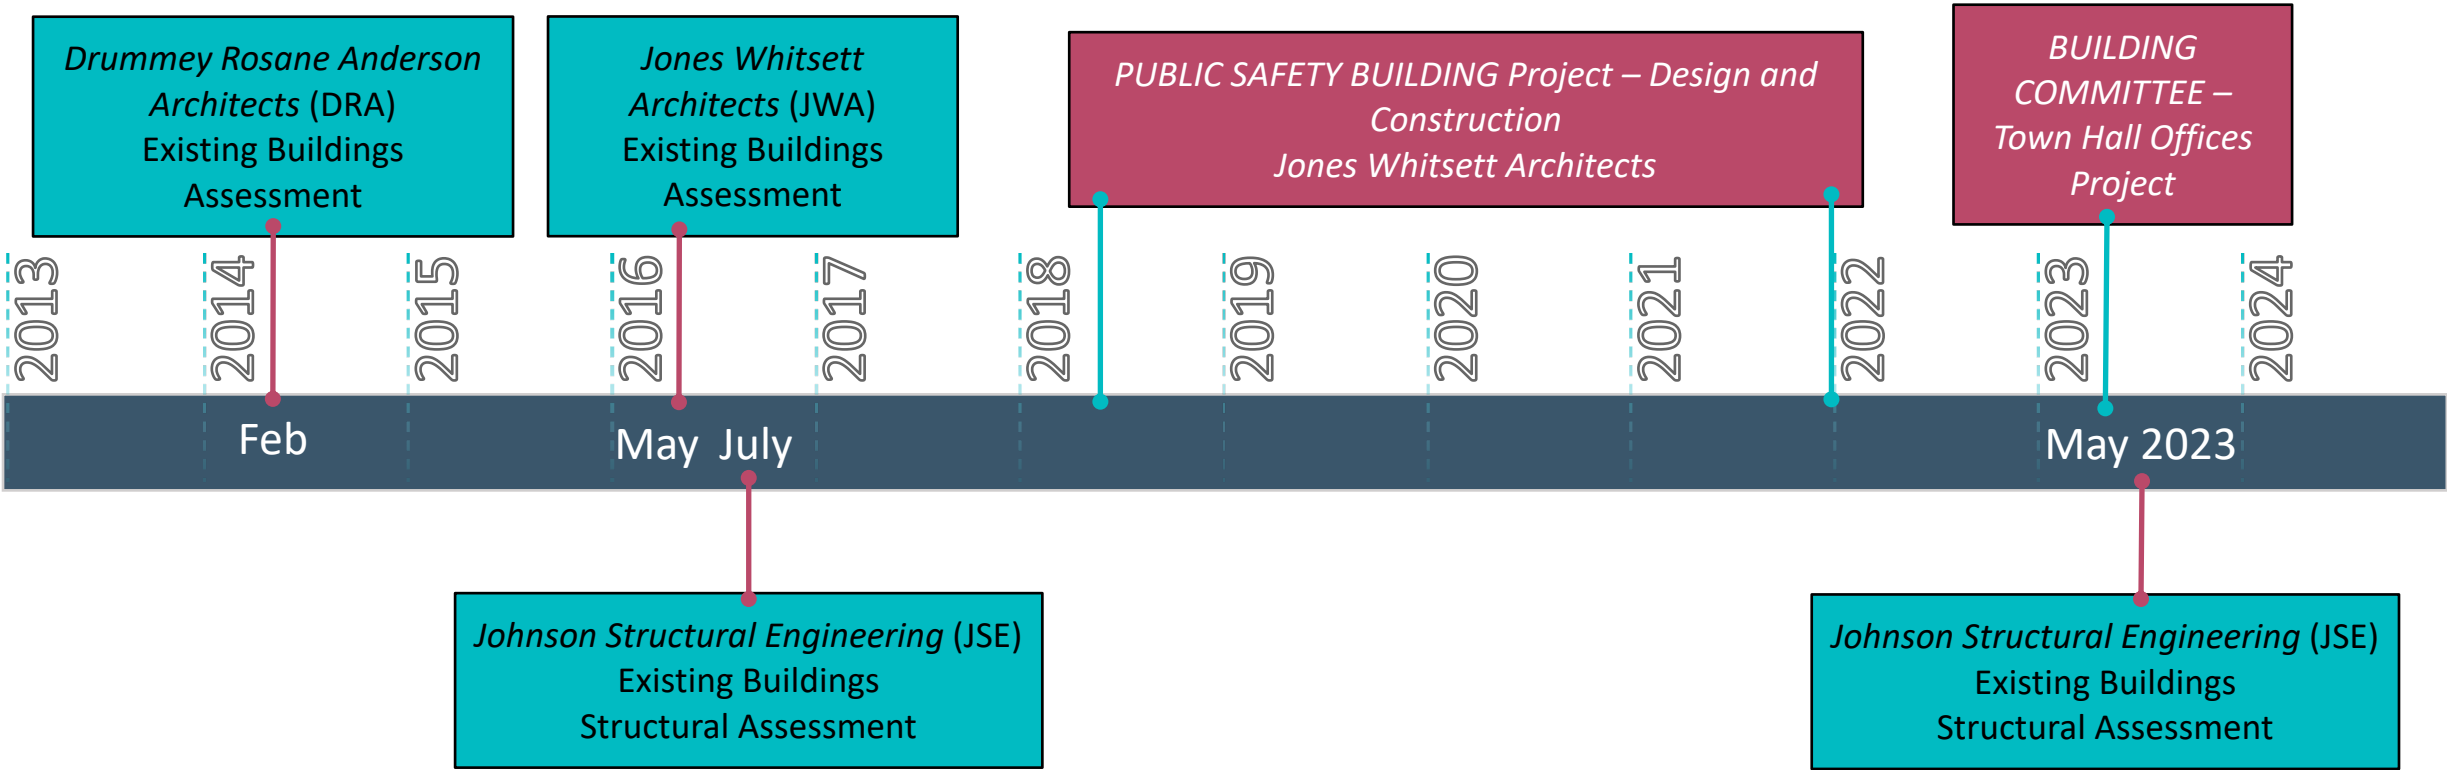 Drummey Rosane Anderson
Architects (DRA)
Existing Buildings
Assessment
Jones Whitsett
Architects (JWA)
Existing Buildings
Assessment
PUBLIC SAFETY BUILDING Project – Design and
Construction
Jones Whitsett Architects
BUILDING
COMMITTEE –
Town Hall Offices
Project
2013
2014
2015
2016
2017
2018
2019
2020
2021
2022
2023
2024
Feb
May July
May 2023
Johnson Structural Engineering (JSE)
Existing Buildings
Structural Assessment
Johnson Structural Engineering (JSE)
Existing Buildings
Structural Assessment